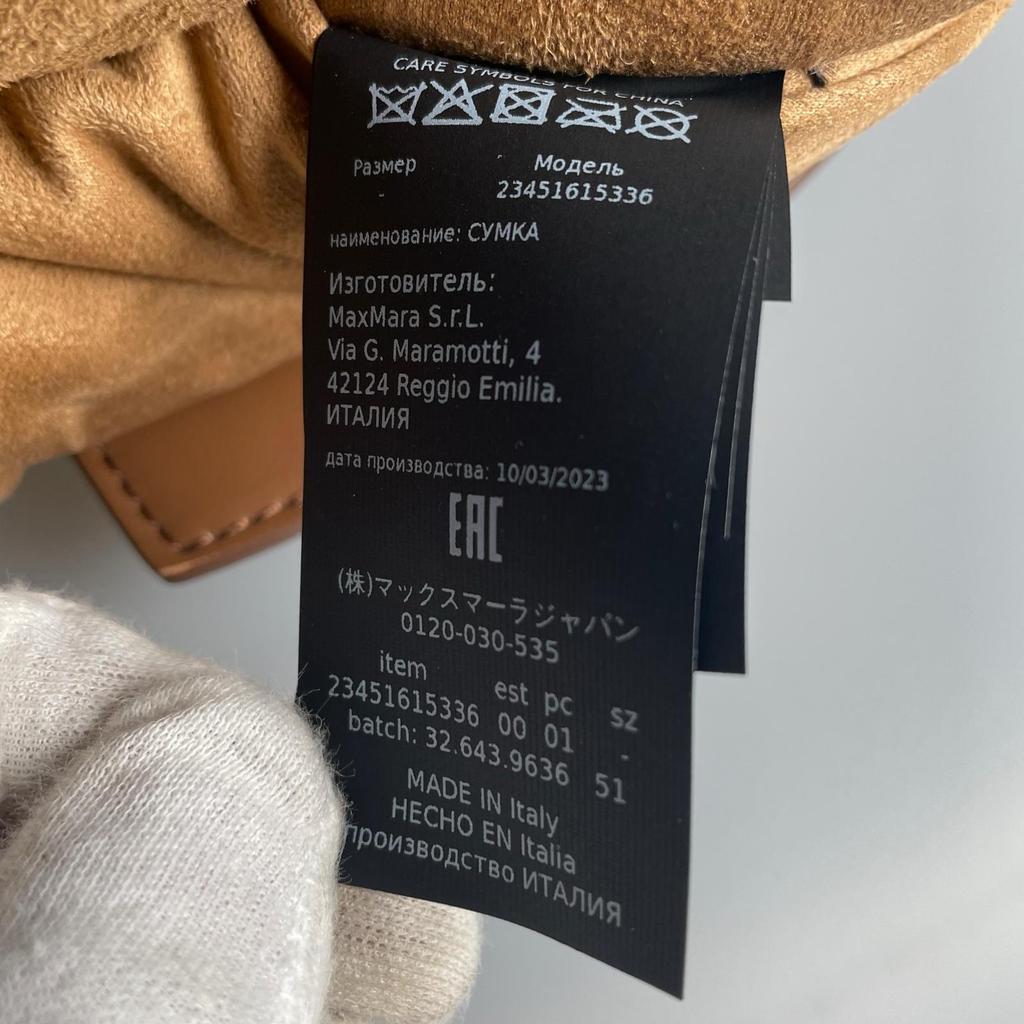 CARE SYMBOLS FOR CHINA
Размер Модель
- 23451615336
наименование: СУМКА
Изготовитель:
MaxMara S.r.L.
Via G. Maramotti, 4
42124 Reggio Emilia.
ИТАЛИЯ
дата производства: 10/03/2023
EAC
(株)マックスマーラジャパン
0120-030-535
item est pc sz
23451615336 00 01 -
batch: 32.643.9636 51
MADE IN Italy
HECHO EN Italia
производство ИТАЛИЯ